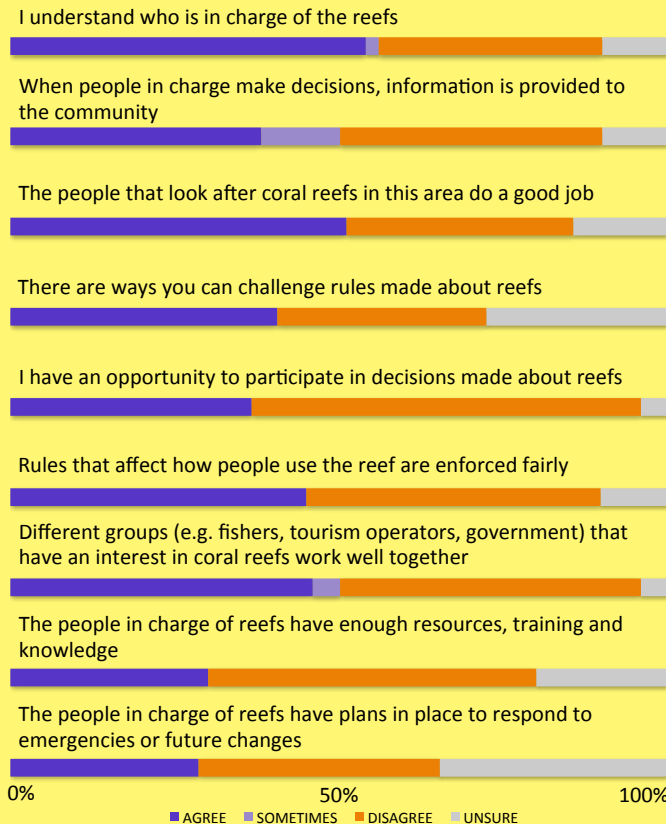 I understand who is in charge of the reefs
When people in charge make decisions, information is provided to
the community
The people that look after coral reefs in this area do a good job
There are ways you can challenge rules made about reefs
I have an opportunity to participate in decisions made about reefs
Rules that affect how people use the reef are enforced fairly
Different groups (e.g. fishers, tourism operators, government) that
have an interest in coral reefs work well together
The people in charge of reefs have enough resources, training and
knowledge
The people in charge of reefs have plans in place to respond to
emergencies or future changes
0% 50% 100%
AGREE SOMETIMES DISAGREE UNSURE